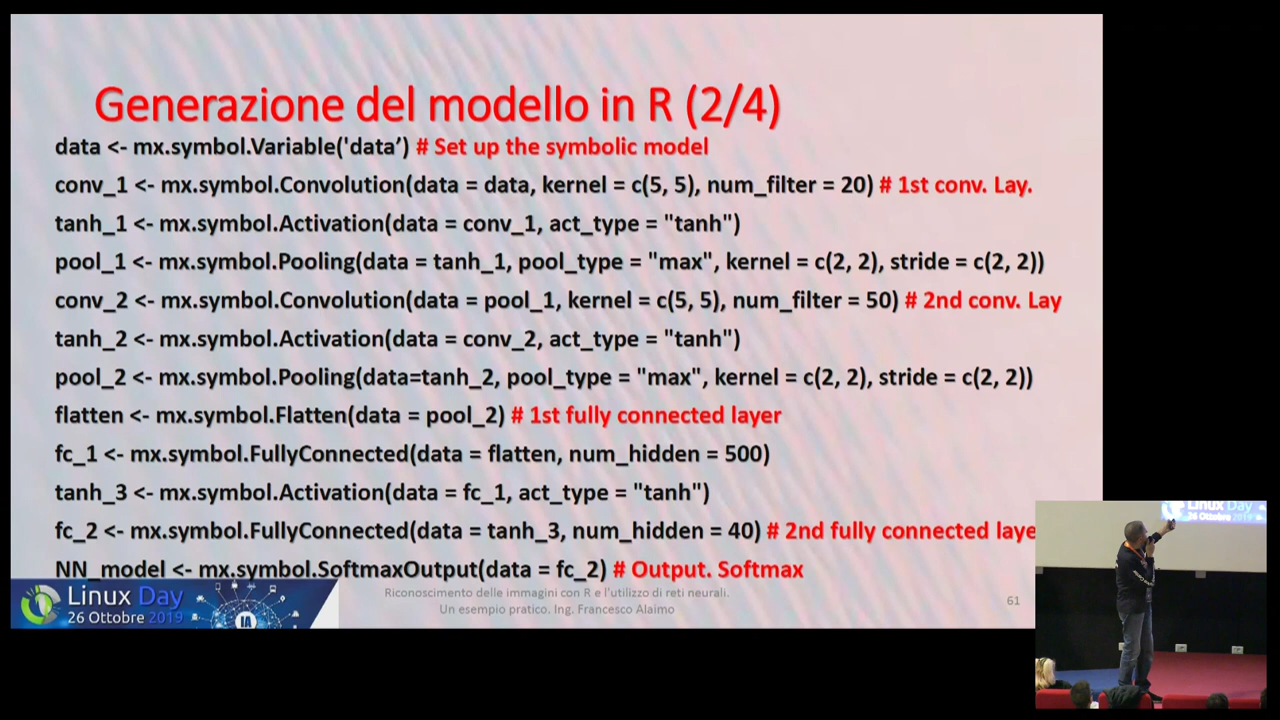 Generazione del modello in R (2/4)
data <- mx.symbol.Variable('data’) # Set up the symbolic model
conv_1 <- mx.symbol.Convolution(data = data, kernel = c(5, 5), num_filter = 20) # 1st conv. Lay.
tanh_1 <- mx.symbol.Activation(data = conv_1, act_type = "tanh")
pool_1 <- mx.symbol.Pooling(data = tanh_1, pool_type = "max", kernel = c(2, 2), stride = c(2, 2))
conv_2 <- mx.symbol.Convolution(data = pool_1, kernel = c(5, 5), num_filter = 50) # 2nd conv. Lay
tanh_2 <- mx.symbol.Activation(data = conv_2, act_type = "tanh")
pool_2 <- mx.symbol.Pooling(data=tanh_2, pool_type = "max", kernel = c(2, 2), stride = c(2, 2))
flatten <- mx.symbol.Flatten(data = pool_2) # 1st fully connected layer
fc_1 <- mx.symbol.FullyConnected(data = flatten, num_hidden = 500)
tanh_3 <- mx.symbol.Activation(data = fc_1, act_type = "tanh")
fc_2 <- mx.symbol.FullyConnected(data = tanh_3, num_hidden = 40) # 2nd fully connected laye
NN_model <- mx.symbol.SoftmaxOutput(data = fc_2) # Output. Softmax
Linux Day
26 Ottobre 2019
IA
Riconoscimento delle immagini con R e l'utilizzo di reti neurali.
Un esempio pratico. Ing. Francesco Alaimo
61
Linux Day
26 Ottobre 2019